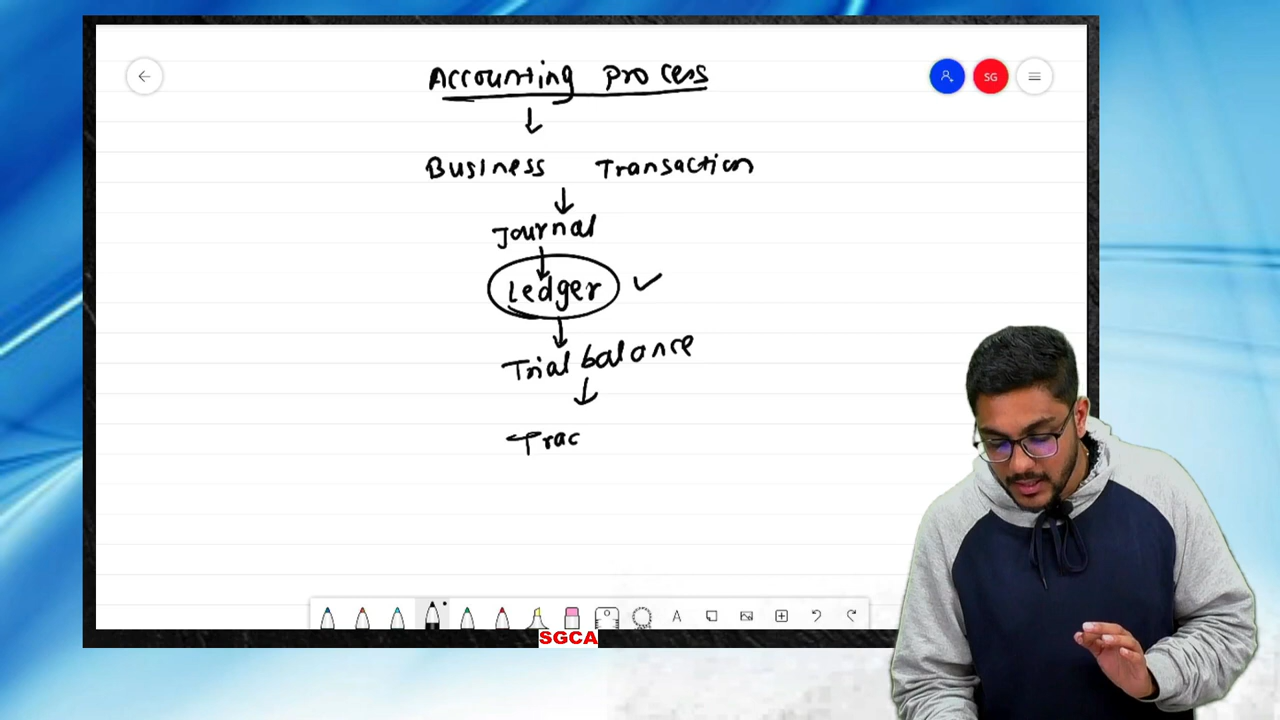 Accounting process
SG
Business Transaction
Journal
Ledger
Trial balance
Trac
A
SGCA